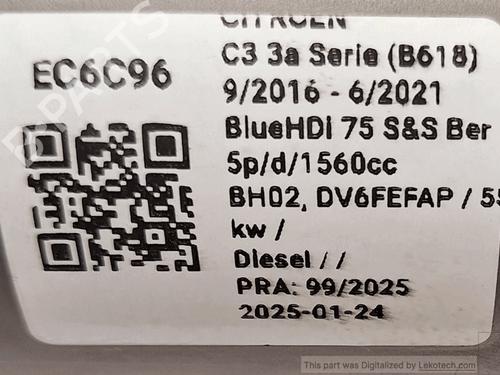 CITROEN
EC6C96
C3 3a Serie (B618)
9/2016 - 6/2021
BlueHDi 75 S&S Ber
5p/d/1560cc
BH02, DV6FEFAP / 55
kw /
Diesel / /
PRA: 99/2025
2025-01-24
This part was Digitalized by Lekotech.com